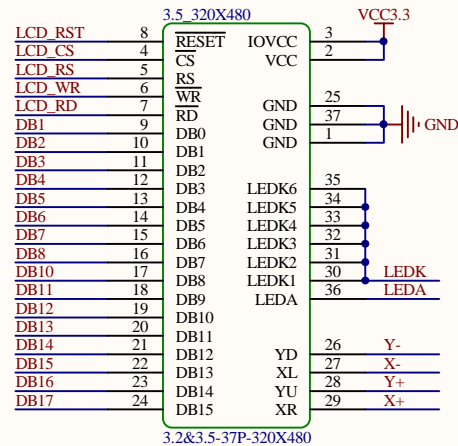 3.5_320X480
VCC3.3
LCD_RST 8 RESET IOVCC 3
LCD_CS 4 CS VCC 2
LCD_RS 5 RS
LCD_WR 6 WR
LCD_RD 7 RD GND 25
DB1 9 DB0 GND 37 GND
DB2 10 DB1 GND 1
DB3 11 DB2
DB4 12 DB3 LEDK6 35
DB5 13 DB4 LEDK5 34
DB6 14 DB5 LEDK4 33
DB7 15 DB6 LEDK3 32
DB8 16 DB7 LEDK2 31
DB10 17 DB8 LEDK1 30 LEDK
DB11 18 DB9 LEDA 36 LEDA
DB12 19 DB10
DB13 20 DB11
DB14 21 DB12 YD 26 Y-
DB15 22 DB13 XL 27 X-
DB16 23 DB14 YU 28 Y+
DB17 24 DB15 XR 29 X+
3.2&3.5-37P-320X480